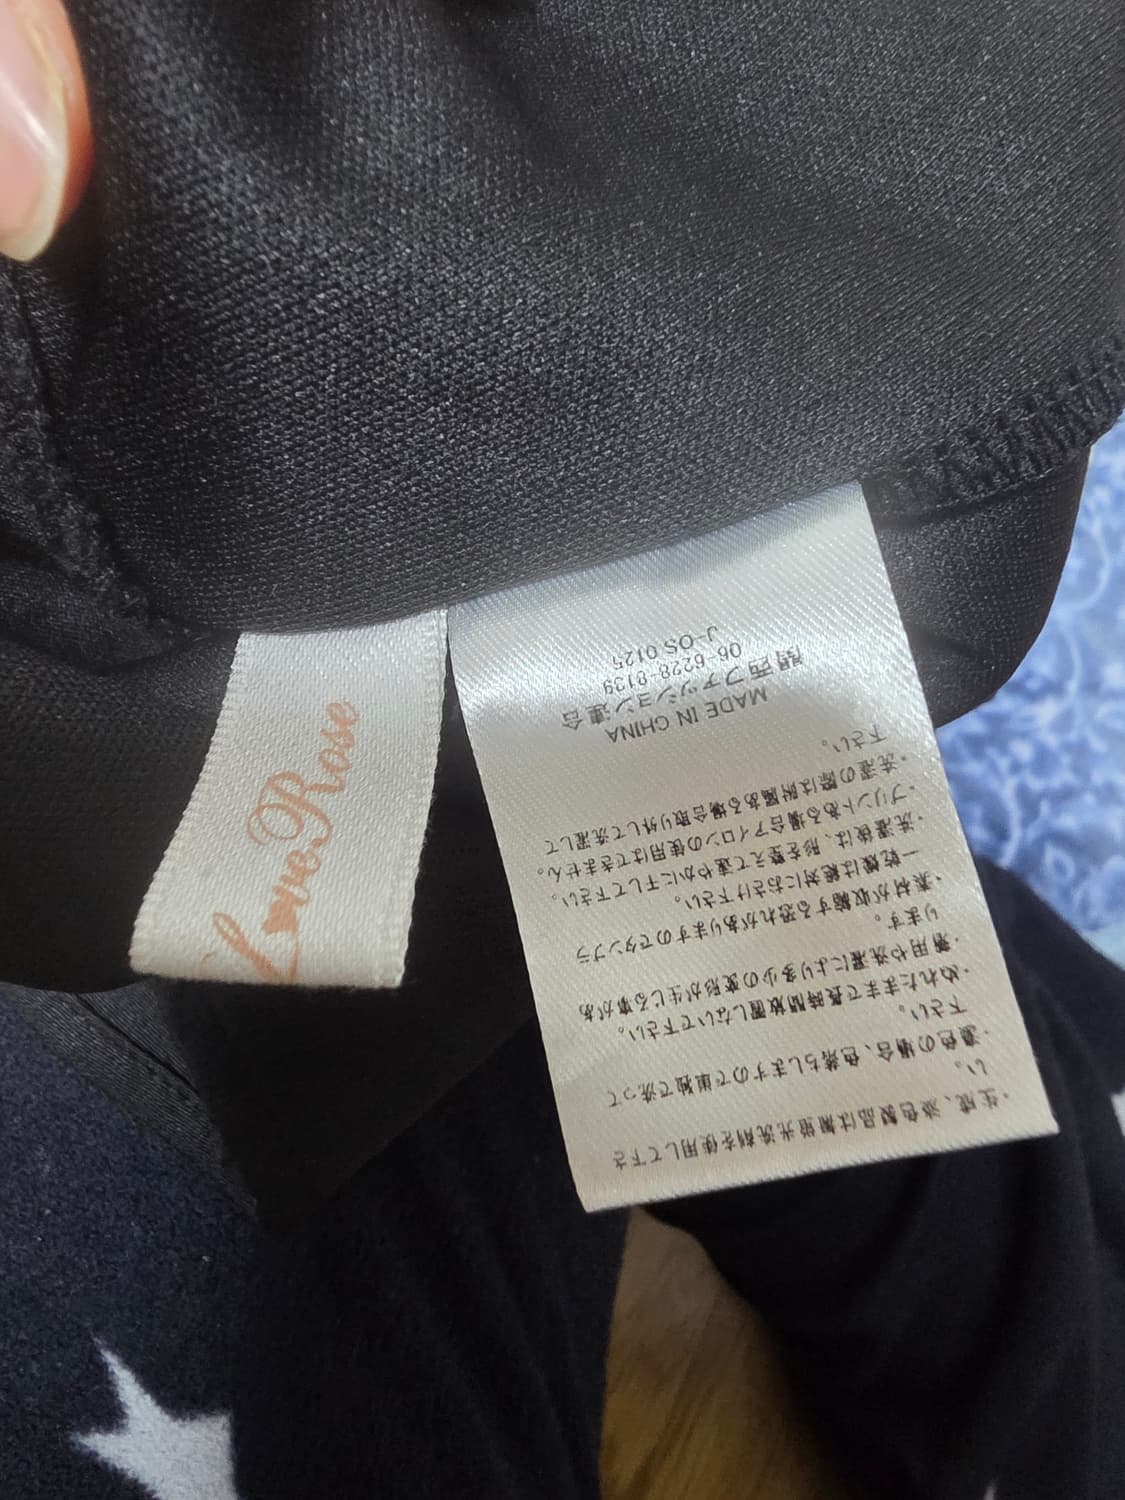 Love Rose
・生成、淡色製品は無蛍光洗剤を使用して下さ
い。
・濃色の場合、色落ちしますので単独で洗って
下さい。
・ぬれたままで長時間放置しないで下さい。
・着用や洗濯により多少の変形が生じる事があ
ります。
・素材が収縮する恐れがありますのでタンブラ
ー乾燥は絶対におさけ下さい。
・洗濯後は、形を整えて速やかに干して下さい。
・プリントある場合アイロンの使用はできません。
・洗濯の際は附属ある場合取り外して洗濯して
下さい。
MADE IN CHINA
関西ファッション連合
06-6228-8139
J-OS 0125